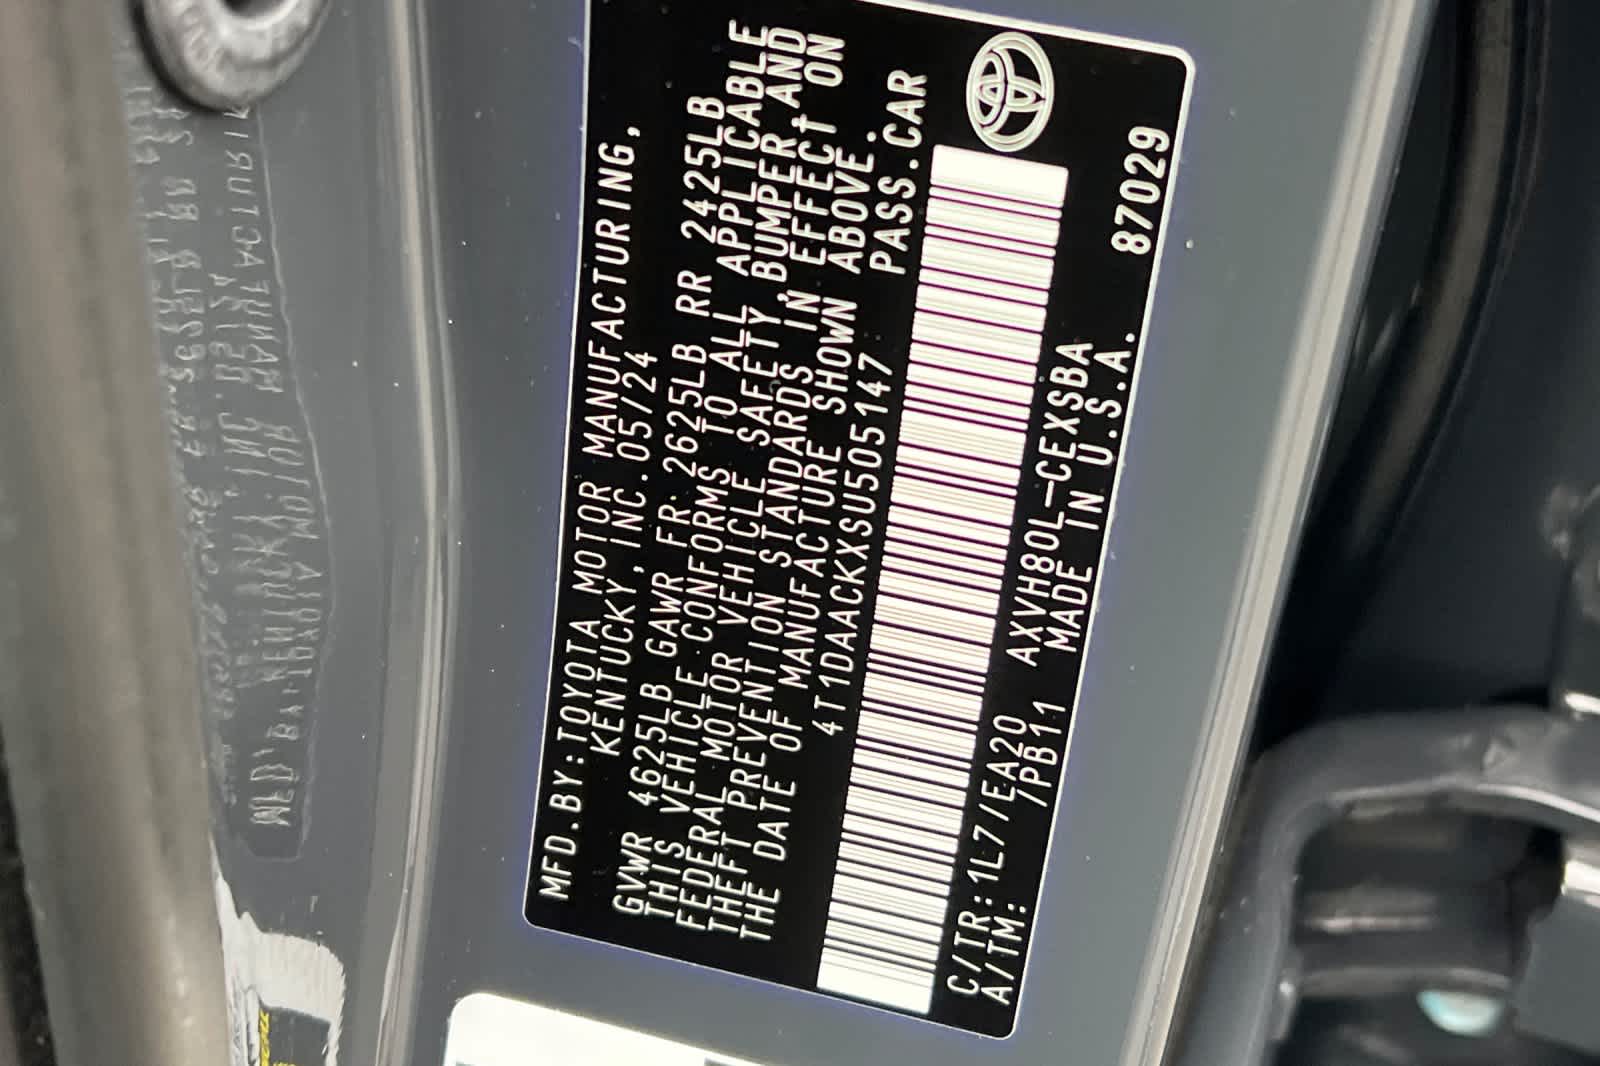 MFD.BY:TOYOTA MOTOR MANUFACTURING,
KENTUCKY,INC.05/24
GVWR 4625LB GAWR FR:2625LB RR 2425LB
THIS VEHICLE CONFORMS TO ALL APPLICABLE
FEDERAL MOTOR VEHICLE SAFETY,BUMPER,AND
THEFT PREVENTION STANDARDS IN EFFECT ON
THE DATE OF MANUFACTURE SHOWN ABOVE.
4T1DAACKXSU505147 PASS.CAR
C/TR:1L7/EA20 AXVH80L-CEXSBA 87029
A/TM: /PB11 MADE IN U.S.A.